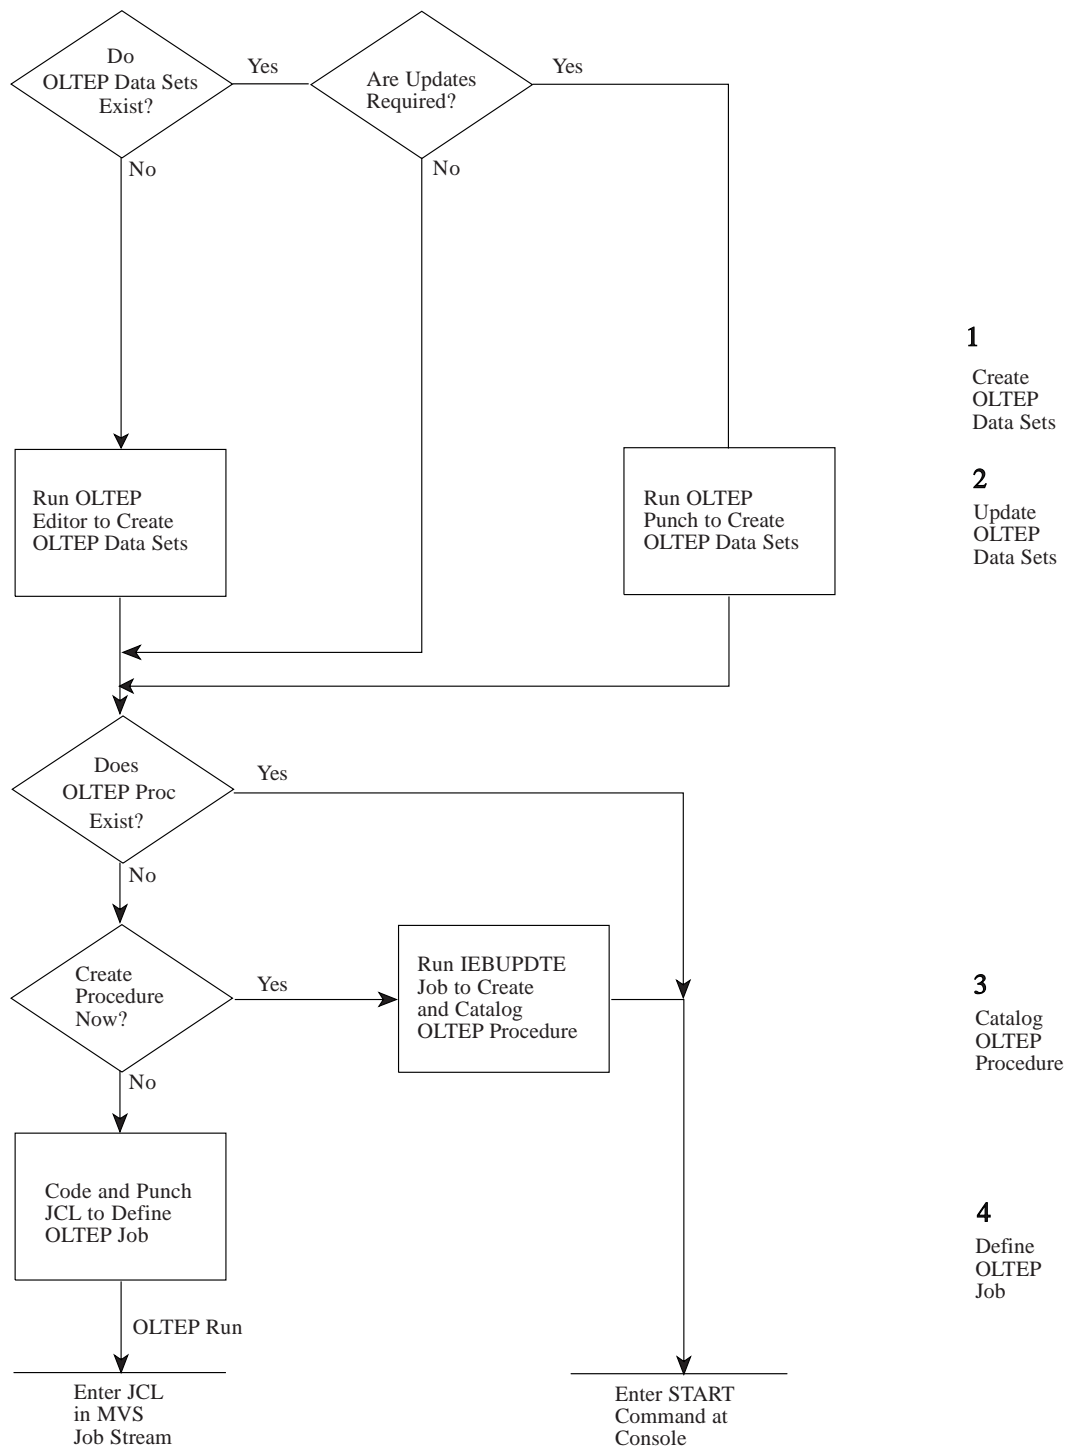 Do
OLTEP Data Sets
Exist?
Yes
Are Updates
Required?
Yes
No
No
1
Create
OLTEP
Data Sets
Run OLTEP
Editor to Create
OLTEP Data Sets
Run OLTEP
Punch to Create
OLTEP Data Sets
2
Update
OLTEP
Data Sets
Does
OLTEP Proc
Exist?
Yes
No
Create
Procedure
Now?
Yes
Run IEBUPDTE
Job to Create
and Catalog
OLTEP Procedure
3
Catalog
OLTEP
Procedure
No
Code and Punch
JCL to Define
OLTEP Job
4
Define
OLTEP
Job
OLTEP Run
Enter JCL
in MVS
Job Stream
Enter START
Command at
Console